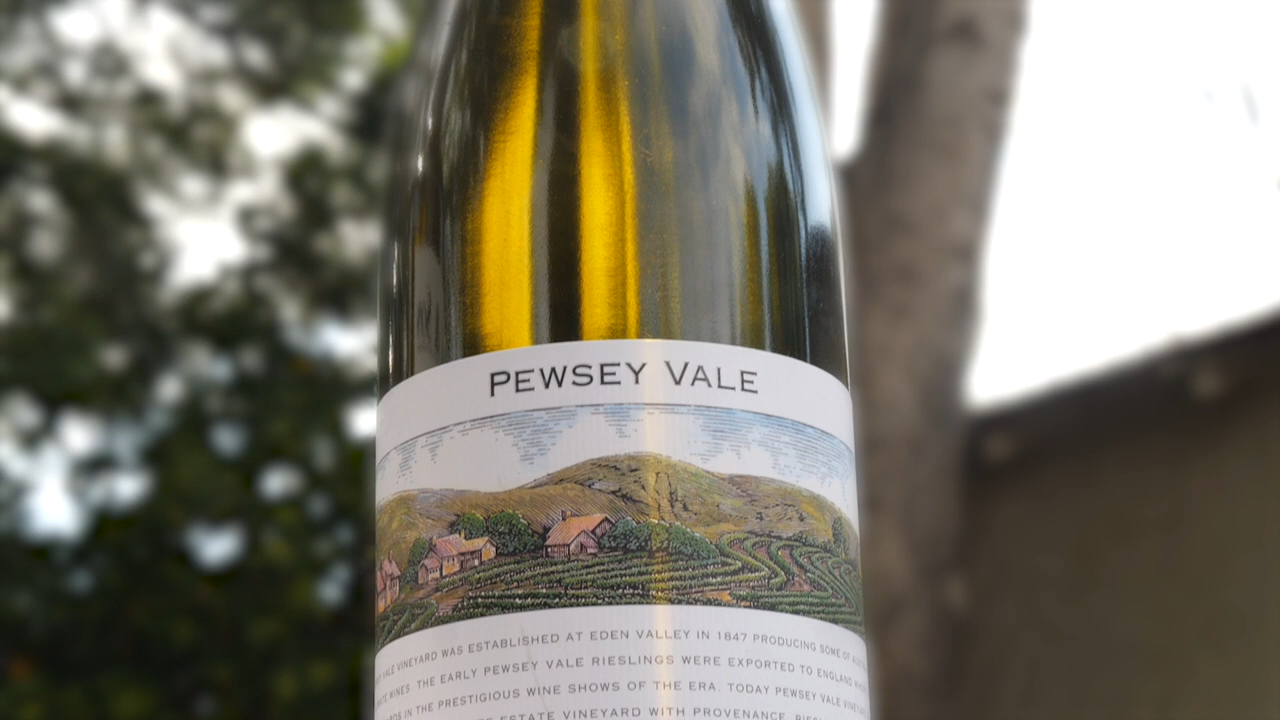 PEWSEY VALE
VALE VINEYARD WAS ESTABLISHED AT EDEN VALLEY IN 1847 PRODUCING SOME OF
WINES. THE EARLY PEWSEY VALE RIESLINGS WERE EXPORTED TO ENGLAND
IN THE PRESTIGIOUS WINE SHOWS OF THE ERA. TODAY PEWSEY VALE
ESTATE VINEYARD WITH PROVENANCE.